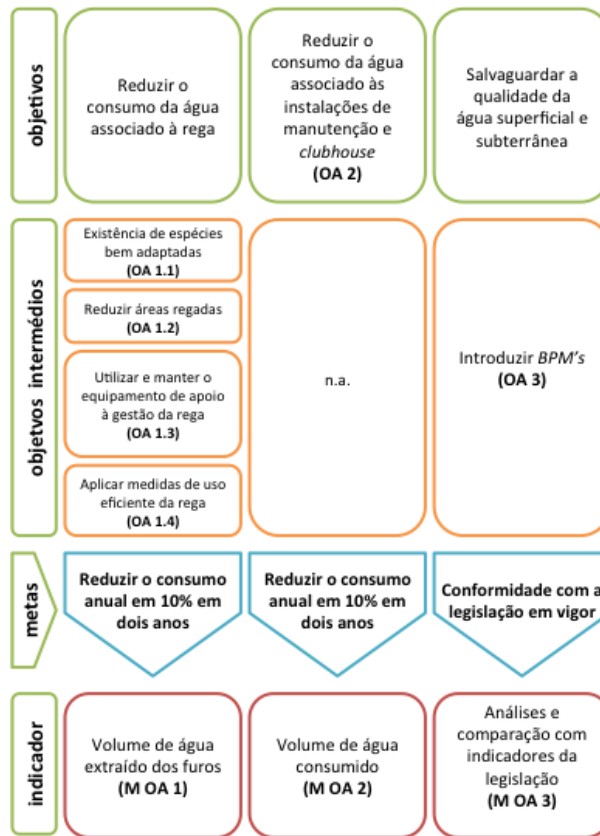 objetivos
Reduzir o
consumo da água
associado à rega
Reduzir o
consumo da água
associado às
instalações de
manutenção e
clubhouse
(OA 2)
Salvaguardar a
qualidade da
água superficial e
subterrânea
objetvos intermédios
Existência de espécies
bem adaptadas
(OA 1.1)
Reduzir áreas regadas
(OA 1.2)
Utilizar e manter o
equipamento de apoio
à gestão da rega
(OA 1.3)
Aplicar medidas de uso
eficiente da rega
(OA 1.4)
n.a.
Introduzir BPM's
(OA 3)
metas
Reduzir o consumo
anual em 10% em
dois anos
Reduzir o consumo
anual em 10% em
dois anos
Conformidade com a
legislação em vigor
indicador
Volume de água
extraído dos furos
(M OA 1)
Volume de água
consumido
(M OA 2)
Análises e
comparação com
indicadores da
legislação
(M OA 3)